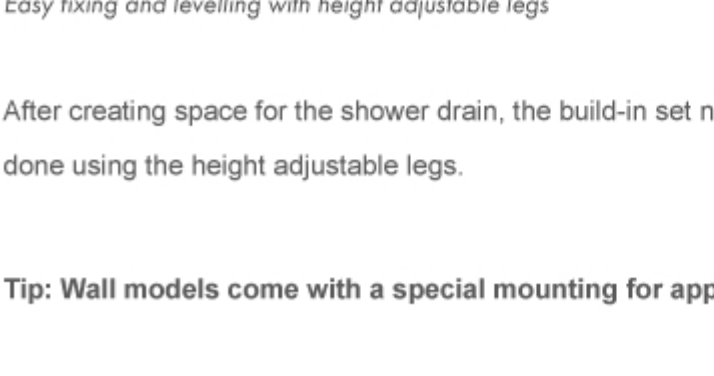 Easy fixing and levelling with height adjustable legs
After creating space for the shower drain, the build-in set n
done using the height adjustable legs.
Tip: Wall models come with a special mounting for app